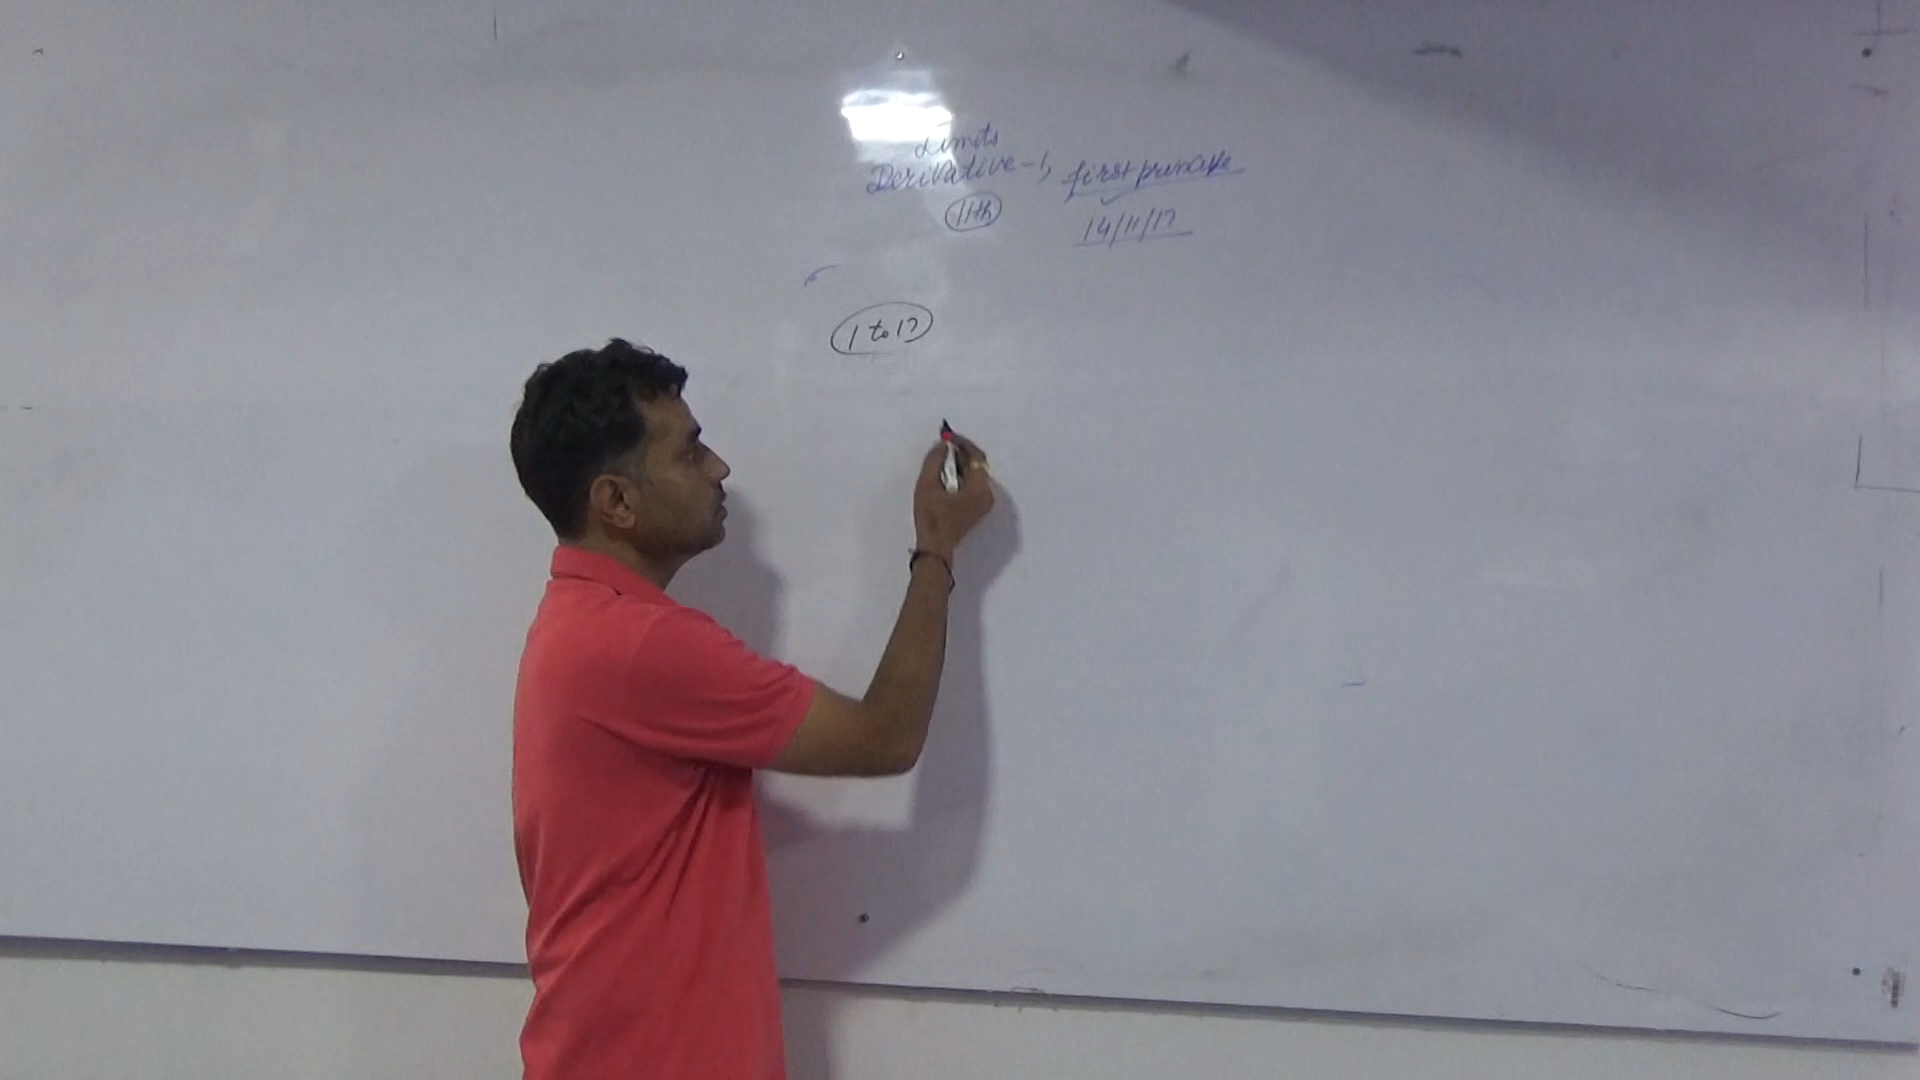 Limits
Derivative-1, first principle
11th
14/11/17
1 to 17